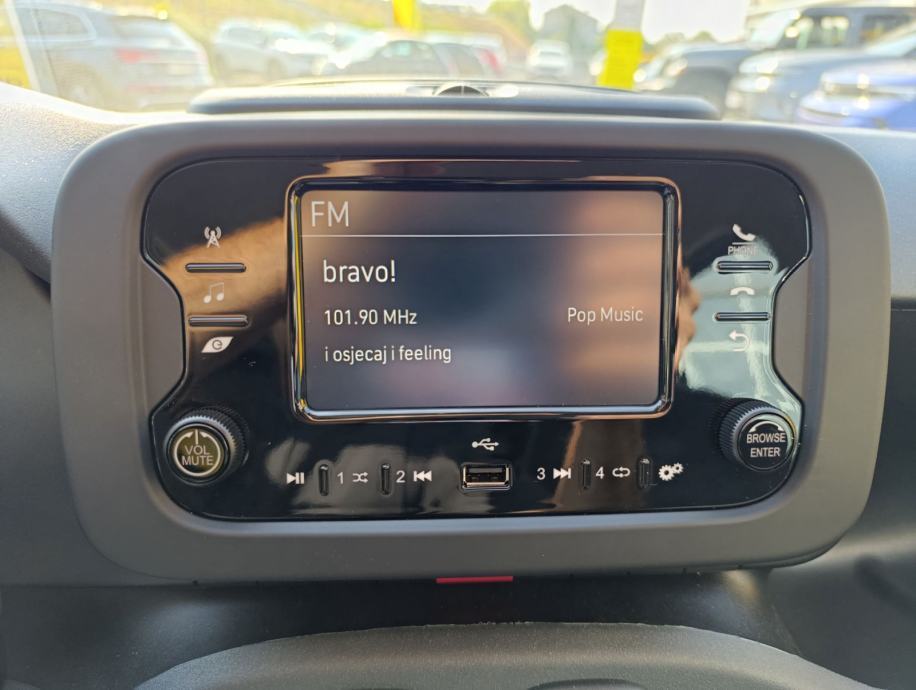 FM
bravo!
101.90 MHz
Pop Music
i osjecaj i feeling
PHONE
VOL
MUTE
BROWSE
ENTER
1
2
3
4